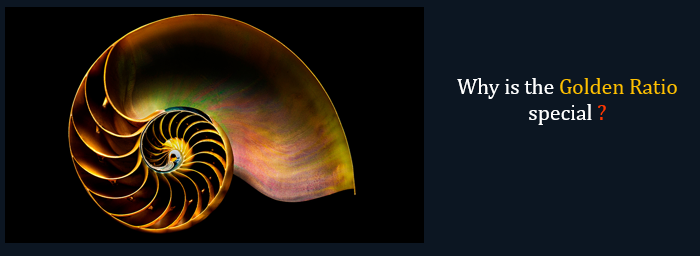 Why is the Golden Ratio
special ?